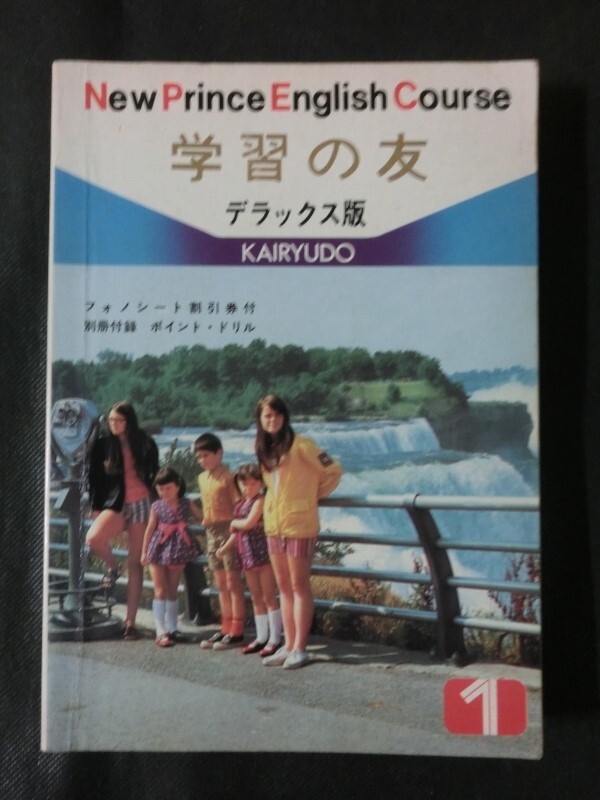 New Prince English Course
学習の友
デラックス版
KAIRYUDO
フォノシート割引券付
別冊付録 ポイント・ドリル
1